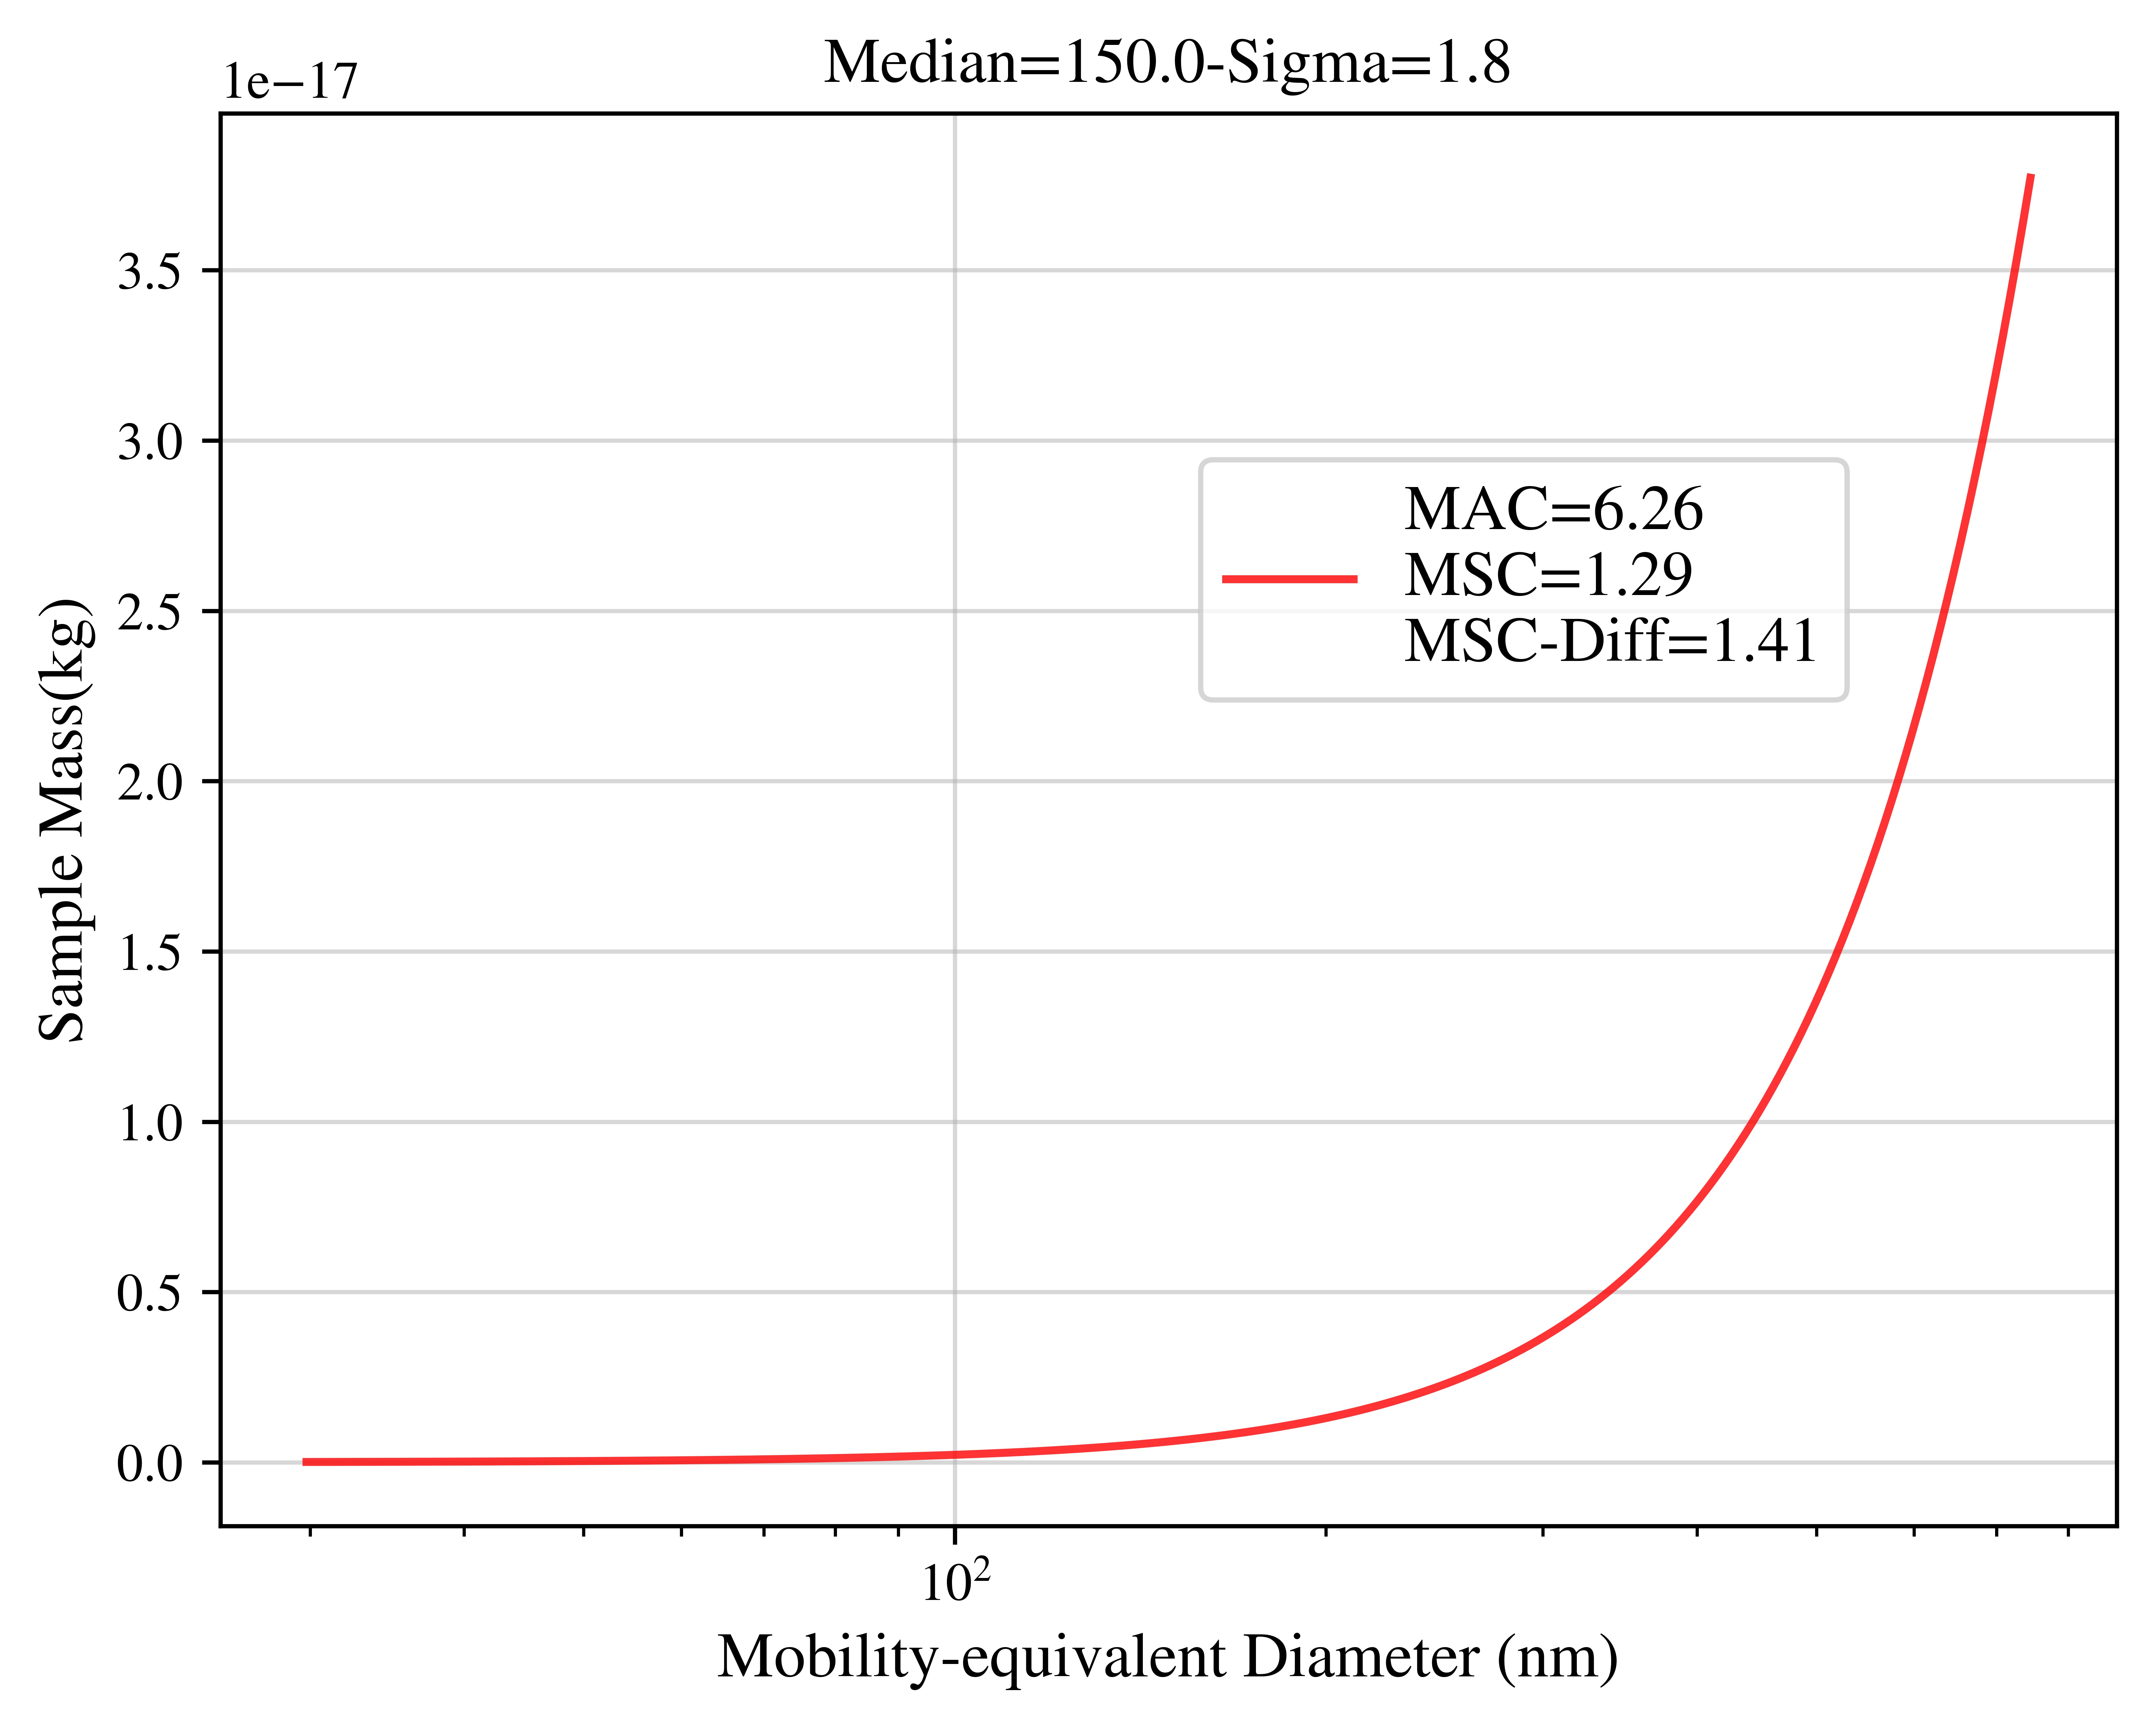 Median=150.0-Sigma=1.8
1e−17
3.5
3.0
2.5
2.0
1.5
1.0
0.5
0.0
Sample Mass(kg)
MAC=6.26
MSC=1.29
MSC-Diff=1.41
10²
Mobility-equivalent Diameter (nm)